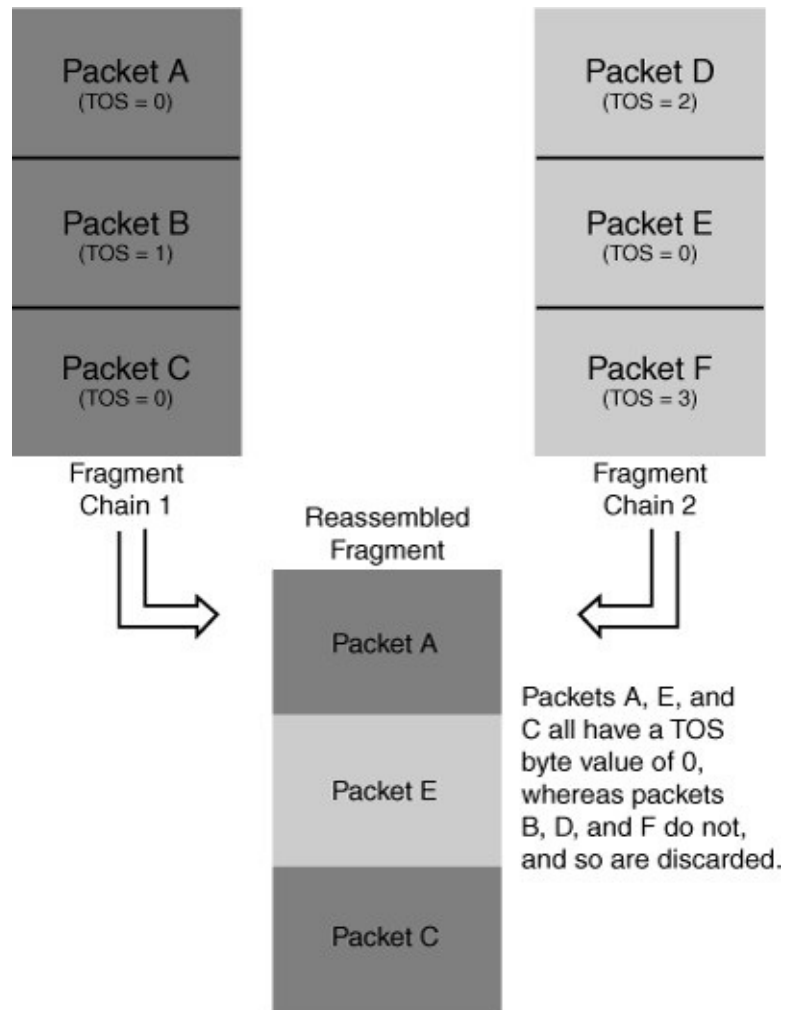 Packet A
(TOS = 0)
Packet B
(TOS = 1)
Packet C
(TOS = 0)
Fragment
Chain 1
Packet D
(TOS = 2)
Packet E
(TOS = 0)
Packet F
(TOS = 3)
Fragment
Chain 2
Reassembled
Fragment
Packet A
Packet E
Packet C
Packets A, E, and
C all have a TOS
byte value of 0,
whereas packets
B, D, and F do not,
and so are discarded.